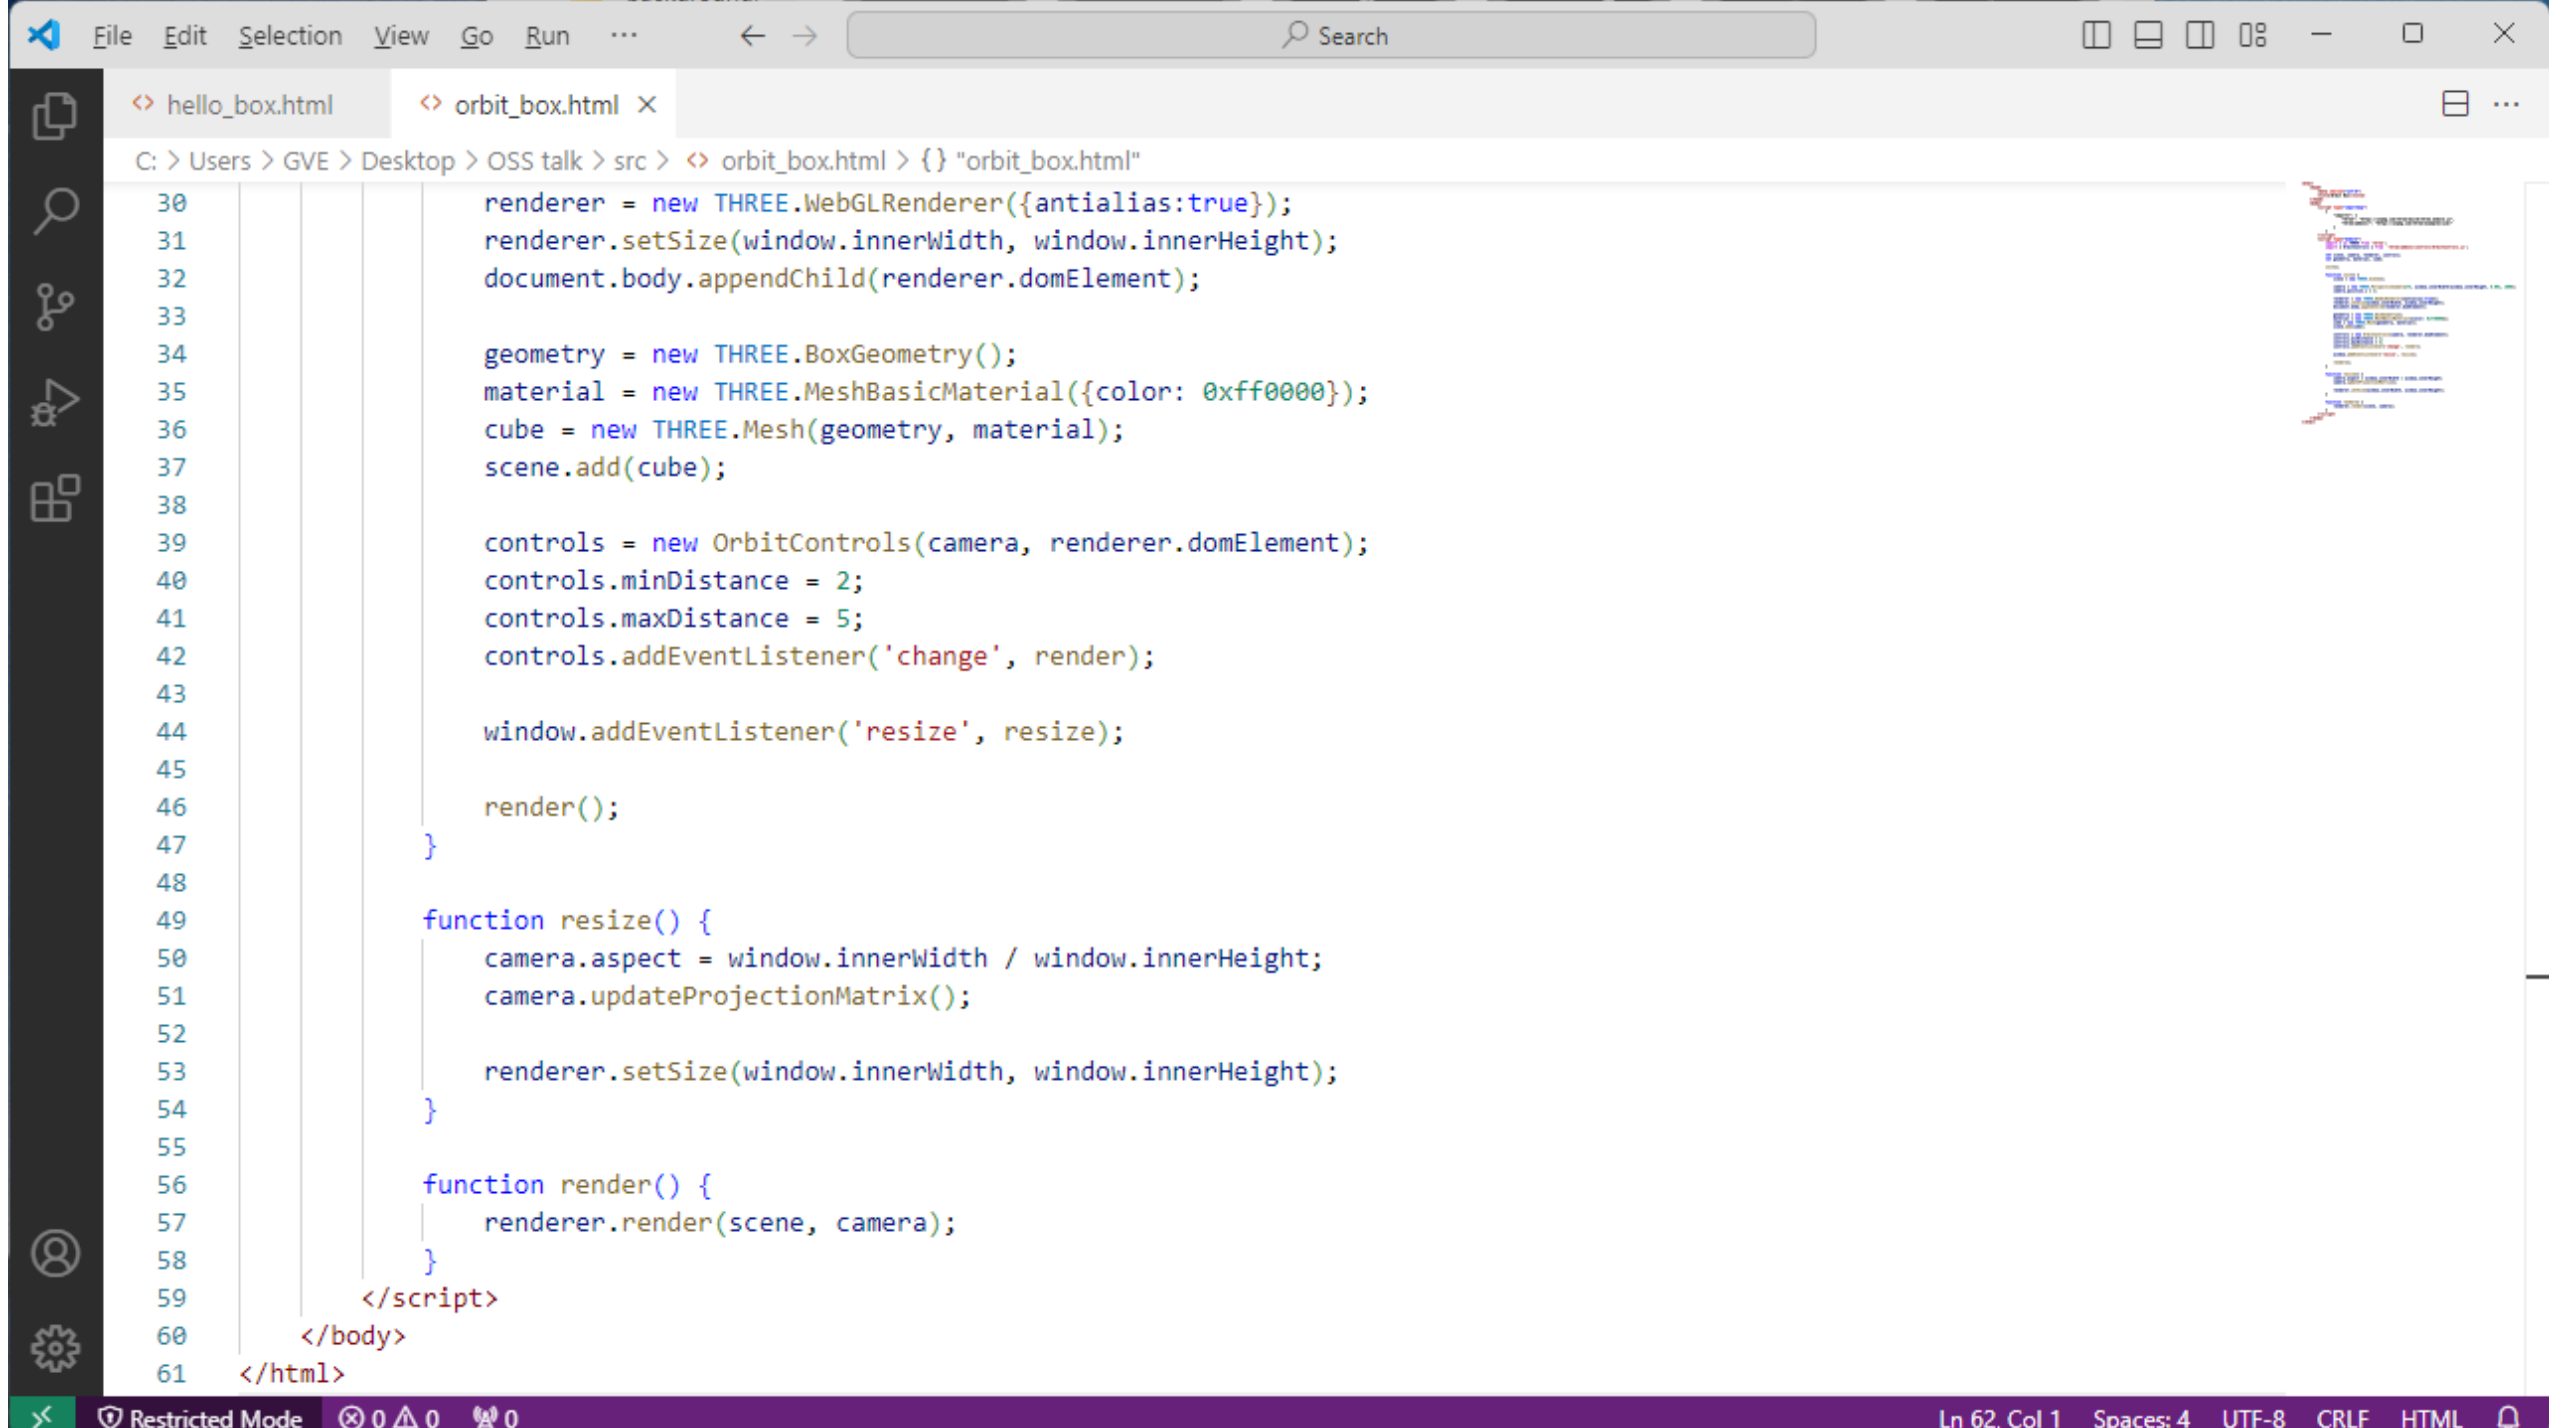 File Edit Selection View Go Run ··· Search
hello_box.html orbit_box.html
C: > Users > GVE > Desktop > OSS talk > src > <> orbit_box.html > {} "orbit_box.html"
30 renderer = new THREE.WebGLRenderer({antialias:true});
31 renderer.setSize(window.innerWidth, window.innerHeight);
32 document.body.appendChild(renderer.domElement);
33
34 geometry = new THREE.BoxGeometry();
35 material = new THREE.MeshBasicMaterial({color: 0xff0000});
36 cube = new THREE.Mesh(geometry, material);
37 scene.add(cube);
38
39 controls = new OrbitControls(camera, renderer.domElement);
40 controls.minDistance = 2;
41 controls.maxDistance = 5;
42 controls.addEventListener('change', render);
43
44 window.addEventListener('resize', resize);
45
46 render();
47 }
48
49 function resize() {
50 camera.aspect = window.innerWidth / window.innerHeight;
51 camera.updateProjectionMatrix();
52
53 renderer.setSize(window.innerWidth, window.innerHeight);
54 }
55
56 function render() {
57 renderer.render(scene, camera);
58 }
59 </script>
60 </body>
61 </html>
Restricted Mode 0 0 0 Ln 62, Col 1 Spaces: 4 UTF-8 CRLF HTML